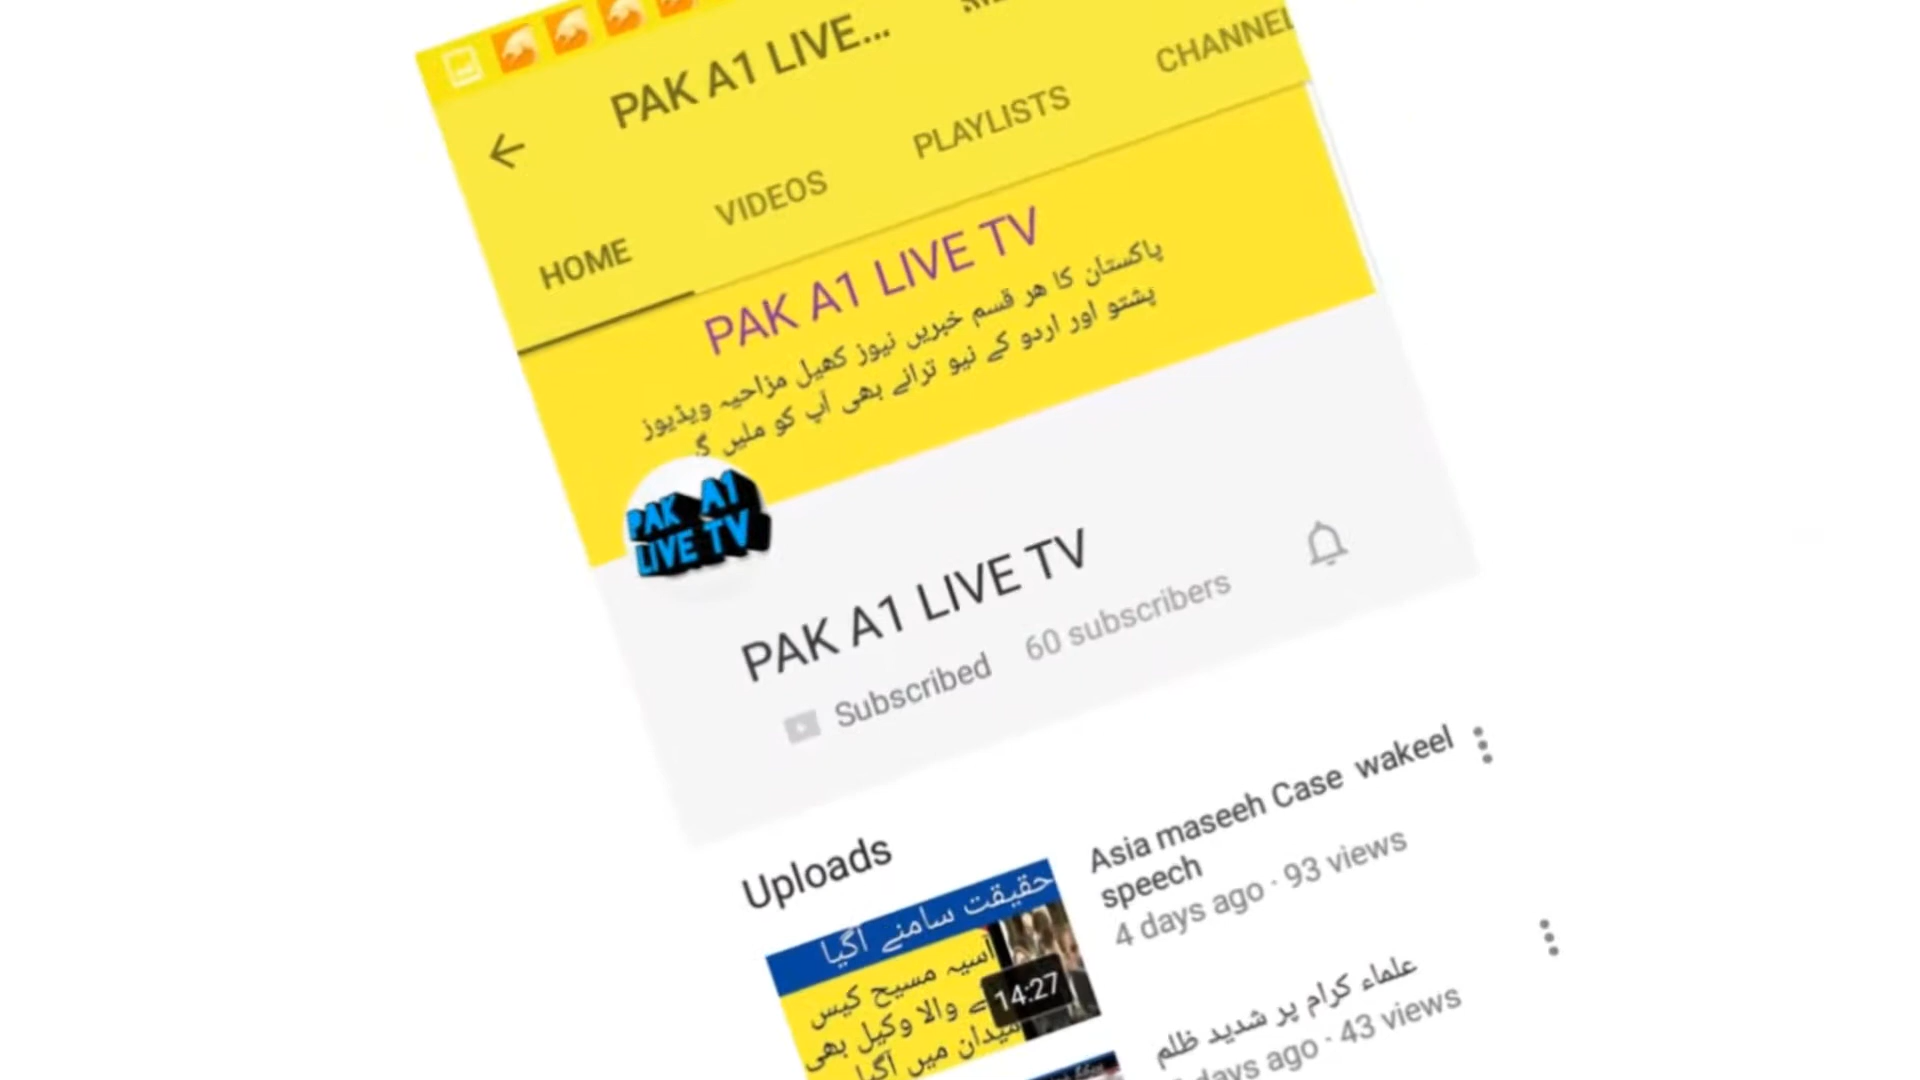 PAK A1 LIVE...
HOME
VIDEOS
PLAYLISTS
CHANNEL
PAK A1 LIVE TV
پاکستان کا هر قسم خبریں نیوز کھیل مزاحیہ ویڈیوز
پشتو اور اردو کے نیو ترانے بھی آپ کو ملیں
PAK A1
LIVE TV
PAK A1 LIVE TV
Subscribed 60 subscribers
Uploads
حقیقت سامنے آگیا
آسیہ مسیح کیس
والا وکیل بھی
میدان میں آگیا
14:27
Asia maseeh Case wakeel
speech
4 days ago · 93 views
علماء کرام پر شدید ظلم
days ago · 43 views